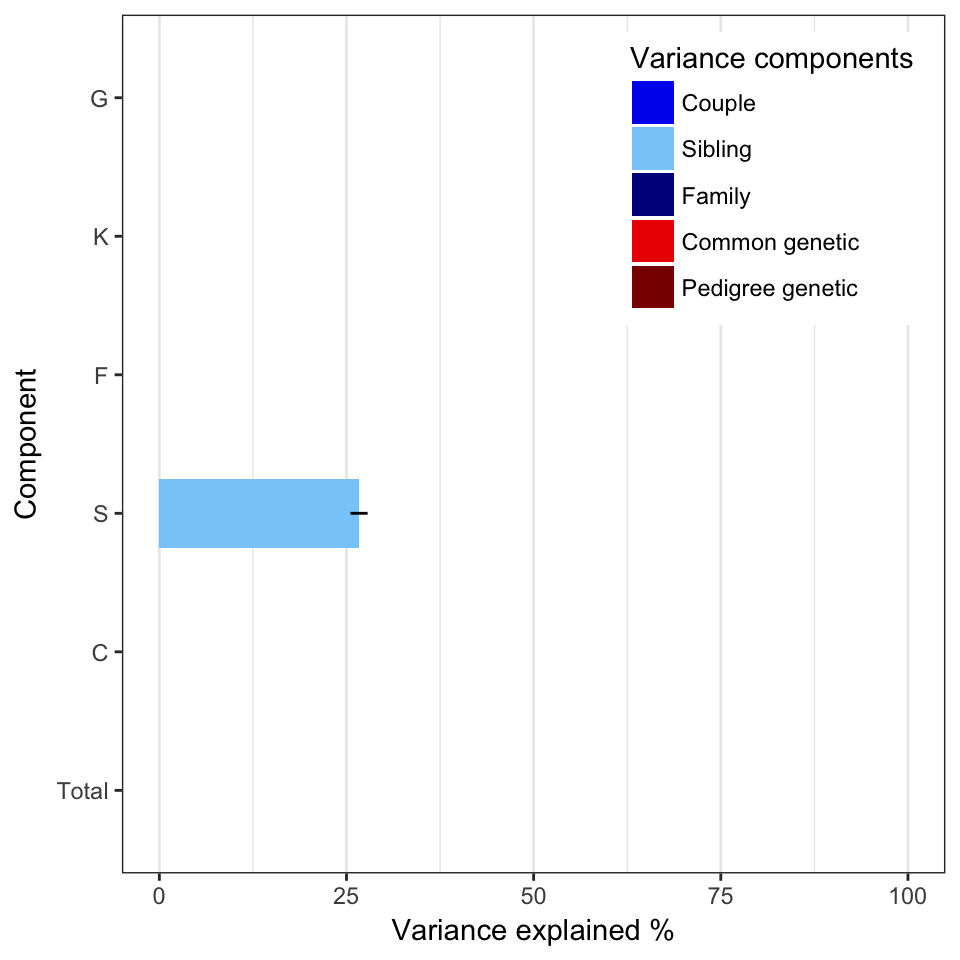 Variance components
Couple
Sibling
Family
Common genetic
Pedigree genetic
G
K
F
S
C
Total
Component
0 25 50 75 100
Variance explained %